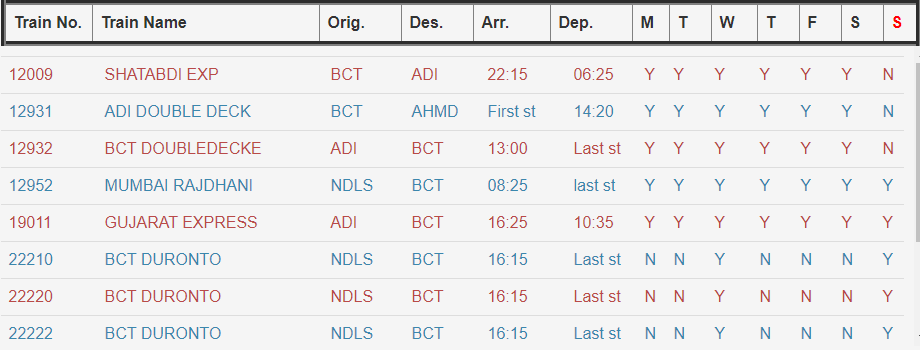 Train No. Train Name Orig. Des. Arr. Dep. M T W T F S S
12009 SHATABDI EXP BCT ADI 22:15 06:25 Y Y Y Y Y Y N
12931 ADI DOUBLE DECK BCT AHMD First st 14:20 Y Y Y Y Y Y N
12932 BCT DOUBLEDECKE ADI BCT 13:00 Last st Y Y Y Y Y Y N
12952 MUMBAI RAJDHANI NDLS BCT 08:25 last st Y Y Y Y Y Y Y
19011 GUJARAT EXPRESS ADI BCT 16:25 10:35 Y Y Y Y Y Y Y
22210 BCT DURONTO NDLS BCT 16:15 Last st N N Y N N N Y
22220 BCT DURONTO NDLS BCT 16:15 Last st N N Y N N N Y
22222 BCT DURONTO NDLS BCT 16:15 Last st N N Y N N N Y